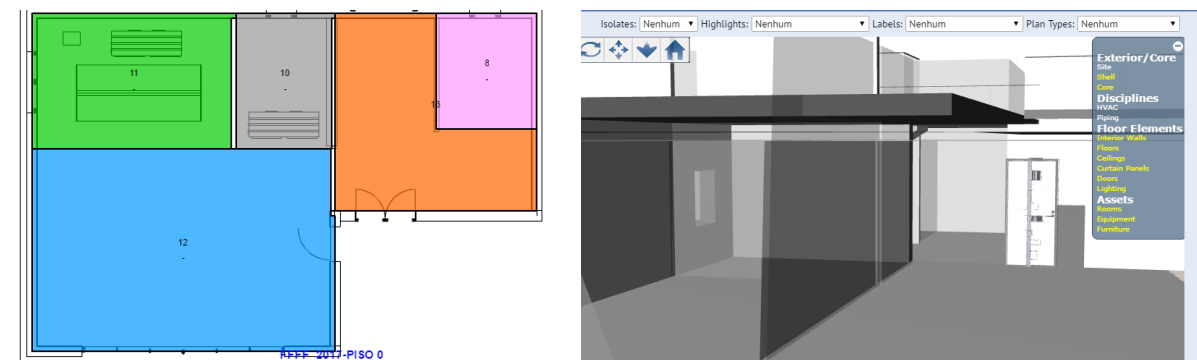 11
-
10
-
8
-
13
12
-
2017-PISO 0
Isolates: Nenhum Highlights: Nenhum Labels: Nenhum Plan Types: Nenhum
Exterior/Core
Site
Shell
Core
Disciplines
HVAC
Piping
Floor Elements
Interior Walls
Floors
Ceilings
Curtain Panels
Doors
Lighting
Assets
Rooms
Equipment
Furniture